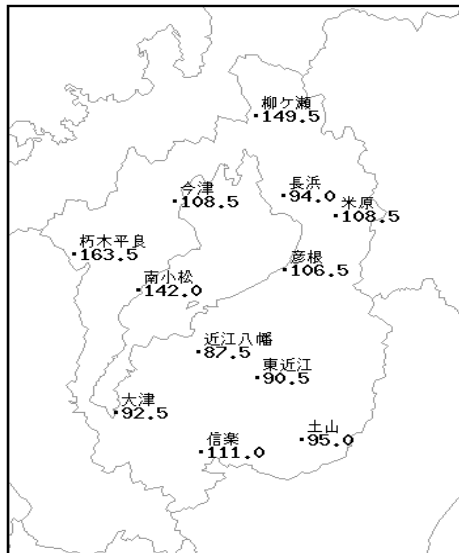 柳ケ瀬
149.5
今津
108.5
長浜
94.0
米原
108.5
朽木平良
163.5
彦根
106.5
南小松
142.0
近江八幡
87.5
東近江
90.5
大津
92.5
信楽
111.0
土山
95.0